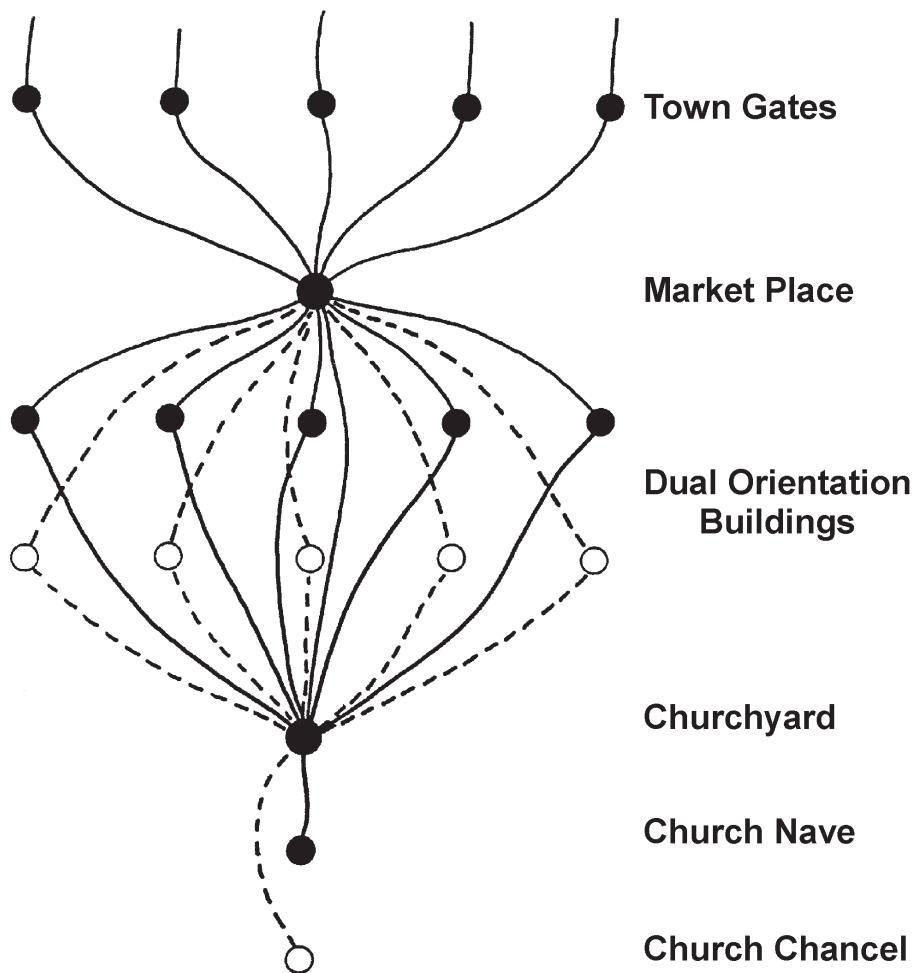 Town Gates
Market Place
Dual Orientation
Buildings
Churchyard
Church Nave
Church Chancel